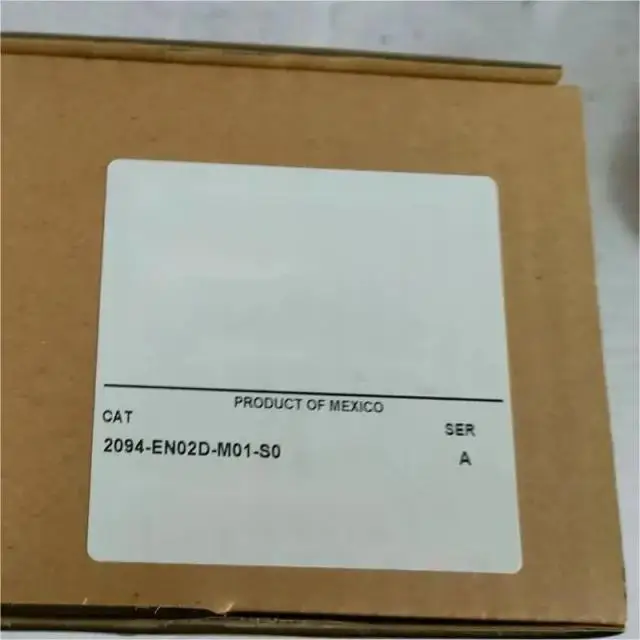 PRODUCT OF MEXICO
CAT
SER
2094-EN02D-M01-S0
A